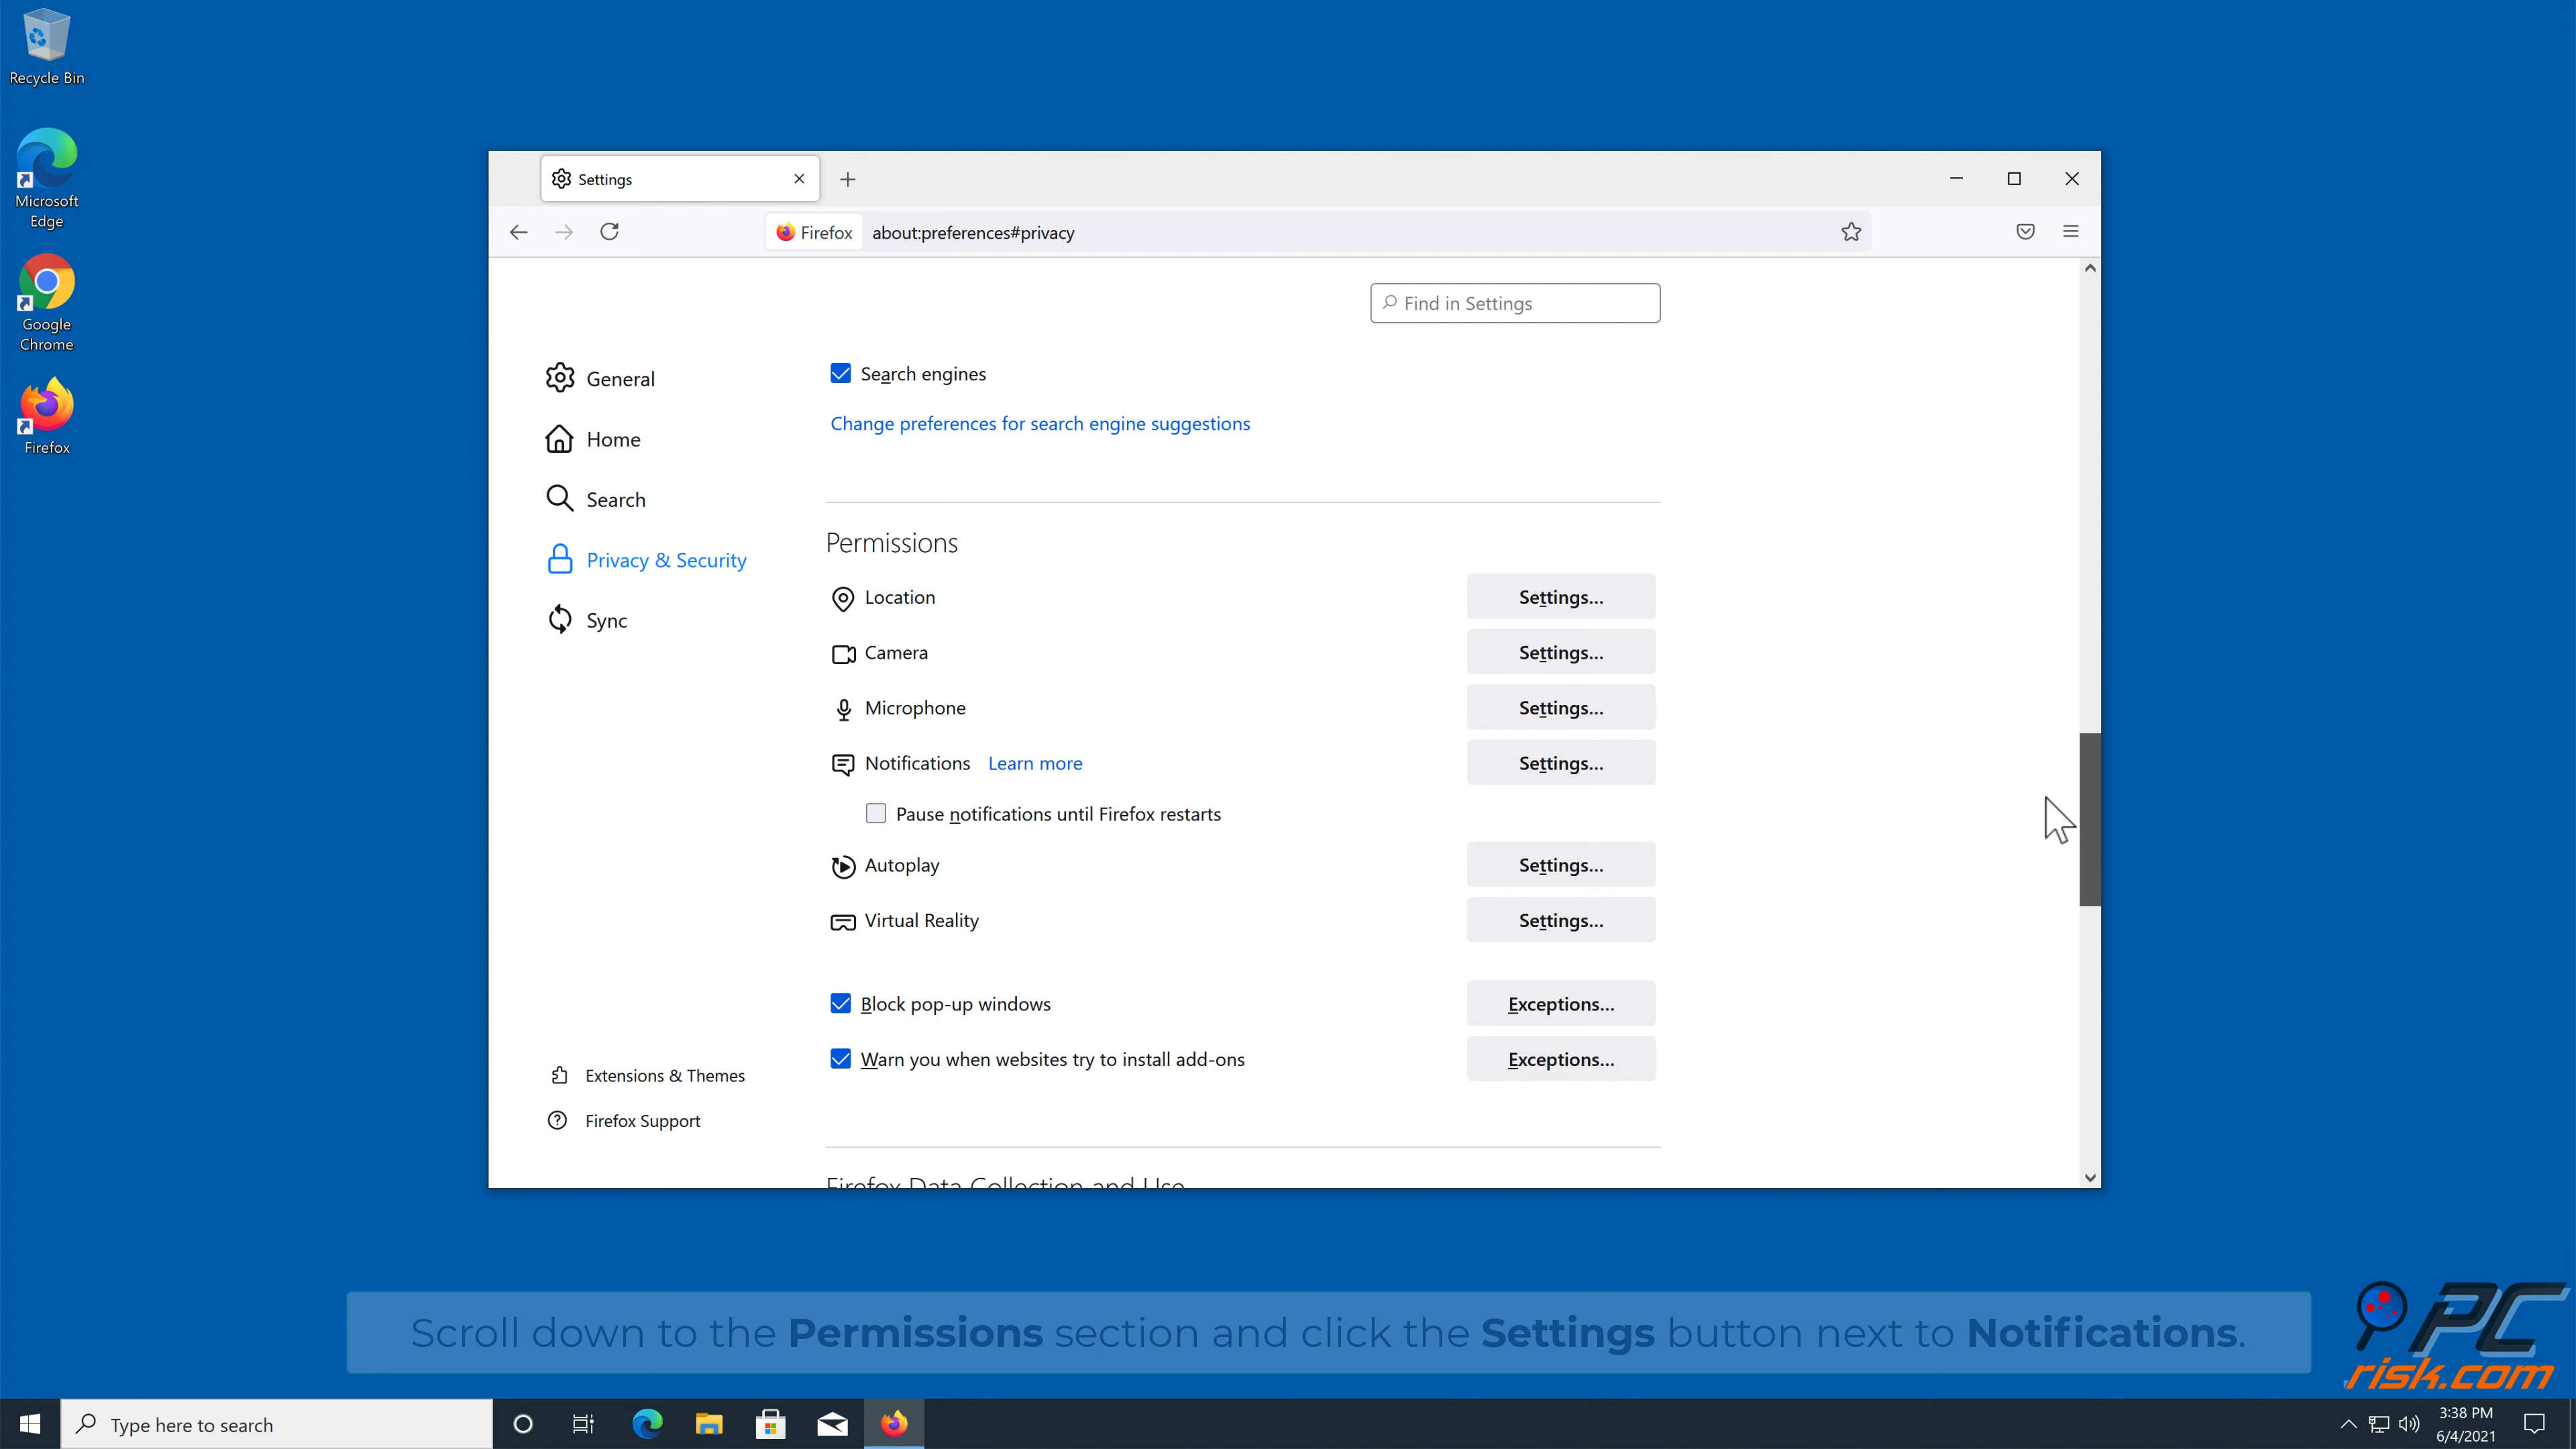 Recycle Bin
Microsoft
Edge
Google
Chrome
Firefox
Settings
Firefox about:preferences#privacy
Find in Settings
General
Home
Search
Privacy & Security
Sync
Extensions & Themes
Firefox Support
Search engines
Change preferences for search engine suggestions
Permissions
Location Settings...
Camera Settings...
Microphone Settings...
Notifications Learn more Settings...
Pause notifications until Firefox restarts
Autoplay Settings...
Virtual Reality Settings...
Block pop-up windows Exceptions...
Warn you when websites try to install add-ons Exceptions...
Firefox Data Collection and Use
Scroll down to the Permissions section and click the Settings button next to Notifications.
PC
risk.com
Type here to search
3:38 PM
6/4/2021